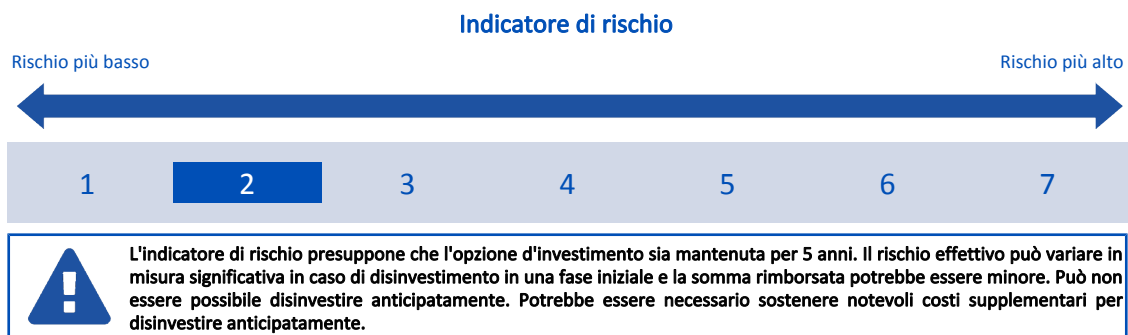 Indicatore di rischio
Rischio più basso
Rischio più alto
1 2 3 4 5 6 7
L'indicatore di rischio presuppone che l'opzione d'investimento sia mantenuta per 5 anni. Il rischio effettivo può variare in
misura significativa in caso di disinvestimento in una fase iniziale e la somma rimborsata potrebbe essere minore. Può non
essere possibile disinvestire anticipatamente. Potrebbe essere necessario sostenere notevoli costi supplementari per
disinvestire anticipatamente.